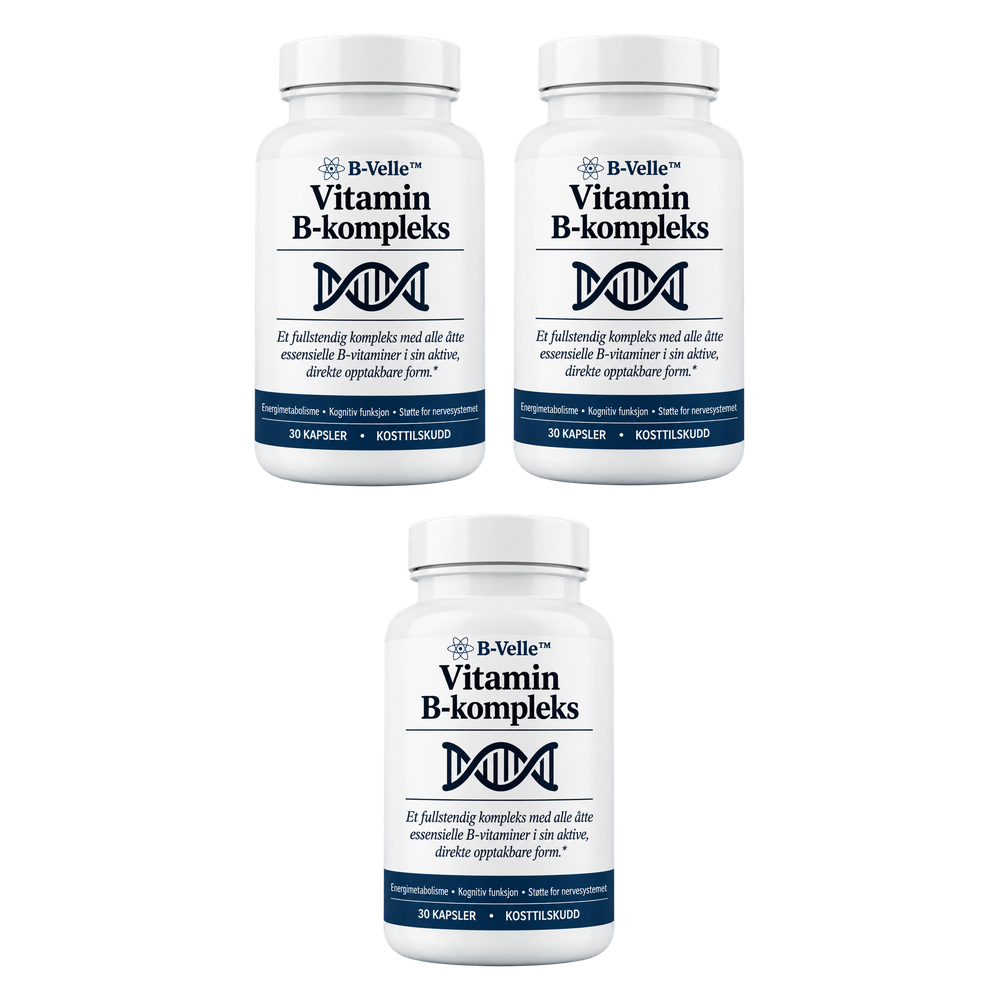 B-Velle™
Vitamin
B-kompleks
Et fullstendig kompleks med alle åtte
essensielle B-vitaminer i sin aktive,
direkte opptakbare form.*
Energimetabolisme • Kognitiv funksjon • Støtte for nervesystemet
30 KAPSLER • KOSTTILSKUDD
B-Velle™
Vitamin
B-kompleks
Et fullstendig kompleks med alle åtte
essensielle B-vitaminer i sin aktive,
direkte opptakbare form.*
Energimetabolisme • Kognitiv funksjon • Støtte for nervesystemet
30 KAPSLER • KOSTTILSKUDD
B-Velle™
Vitamin
B-kompleks
Et fullstendig kompleks med alle åtte
essensielle B-vitaminer i sin aktive,
direkte opptakbare form.*
Energimetabolisme • Kognitiv funksjon • Støtte for nervesystemet
30 KAPSLER • KOSTTILSKUDD